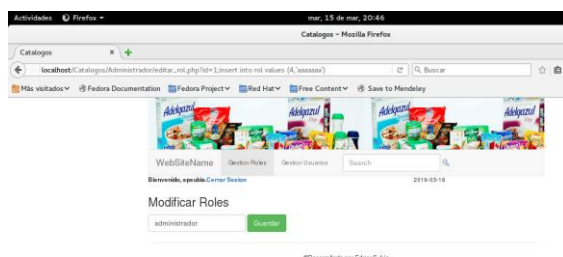 Actividades Firefox mar, 15 de mar, 20:46
Catalogos - Mozilla Firefox
Catalogos
localhost/Catalogos/Administrador/editar_rol.php?id=1;insert into rol values (4,'aaaaaa') Buscar
Más visitados Fedora Documentation Fedora Project Red Hat Free Content Save to Mendeley
Adelgazul Adelgazul Adelgazul Adelgazul
WebSiteName Gestion Roles Gestion Usuarios Search
Bienvenido, epsubia.Cerrar Sesion 2016-03-16
Modificar Roles
administrador Guardar